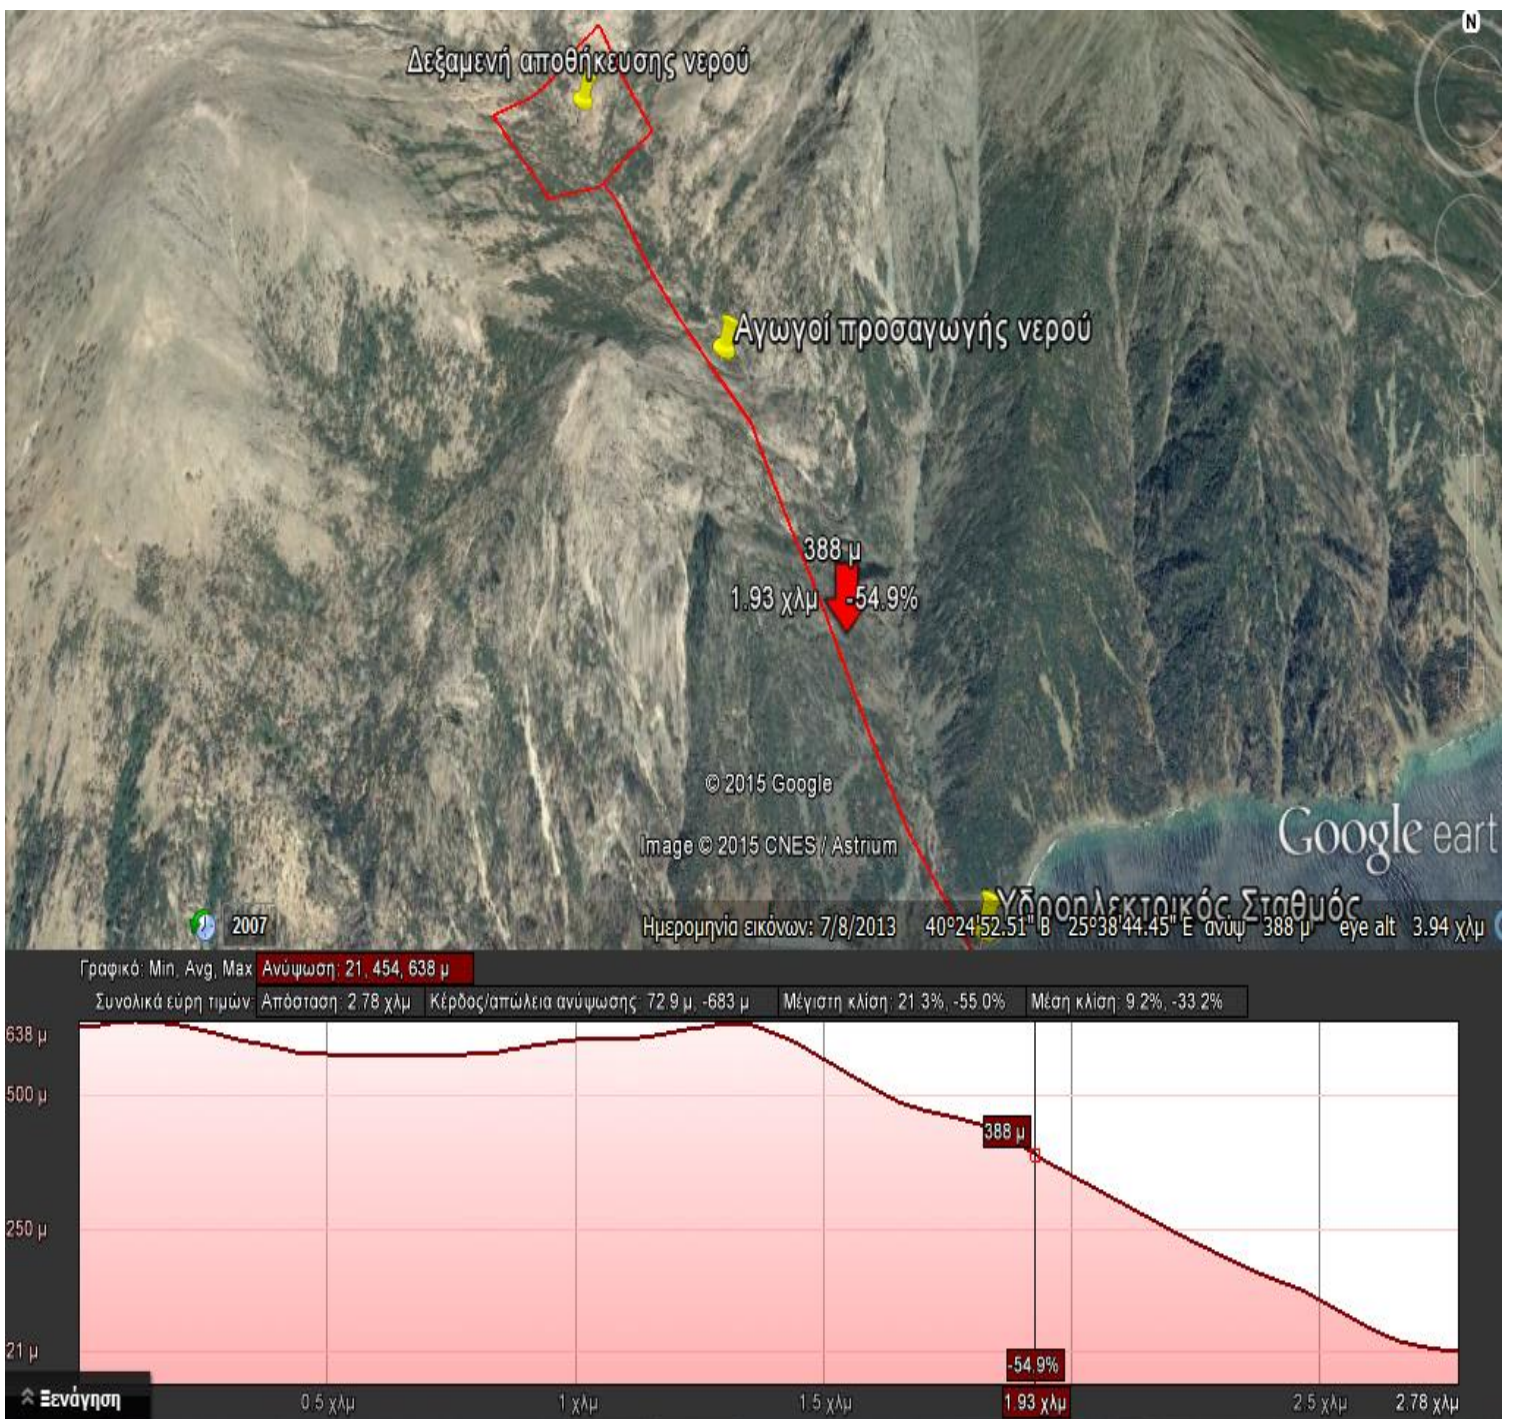 N
Δεξαμενή αποθήκευσης νερού
Αγωγοί προσαγωγής νερού
388 μ
1.93 χλμ -54.9%
© 2015 Google
Image © 2015 CNES / Astrium
Google eart
Υδροηλεκτρικός Σταθμός
2007
Ημερομηνία εικόνων: 7/8/2013 40°24'52.51" Β 25°38'44.45" Ε ανύψ 388 μ eye alt 3.94 χλμ
Γραφικό: Min, Avg, Max Ανύψωση: 21, 454, 638 μ
Συνολικά εύρη τιμών: Απόσταση: 2.78 χλμ Κέρδος/απώλεια ανύψωσης: 72.9 μ, -683 μ Μέγιστη κλίση: 21.3%, -55.0% Μέση κλίση: 9.2%, -33.2%
638 μ
500 μ
388 μ
250 μ
21 μ
-54.9%
Ξενάγηση 0.5 χλμ 1 χλμ 1.5 χλμ 1.93 χλμ 2.5 χλμ 2.78 χλμ